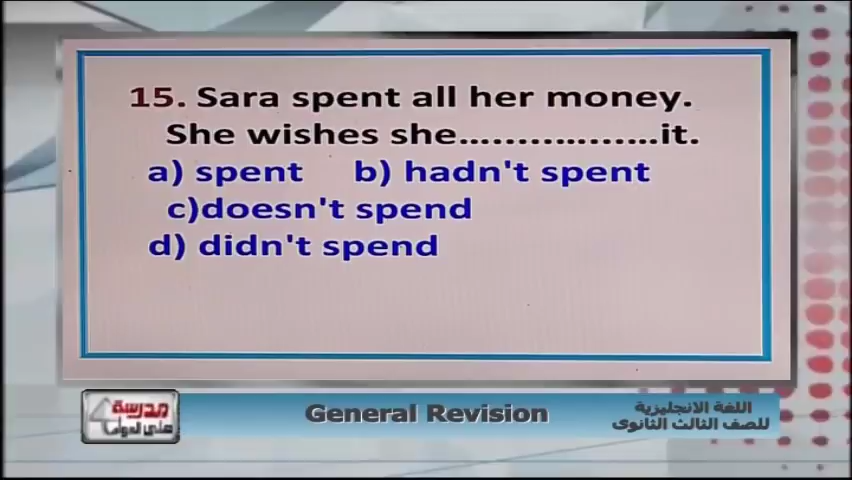 15. Sara spent all her money.
She wishes she.....................it.
a) spent b) hadn't spent
c)doesn't spend
d) didn't spend
مدرسة
على الهواء
General Revision
اللغة الانجليزية
للصف الثالث الثانوى